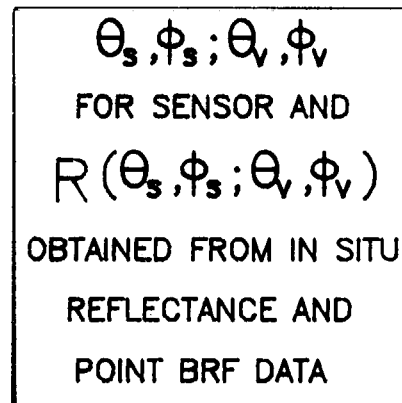 θs,ϕs;θv,ϕv
FOR SENSOR AND
R(θs,ϕs;θv,ϕv)
OBTAINED FROM IN SITU
REFLECTANCE AND
POINT BRF DATA